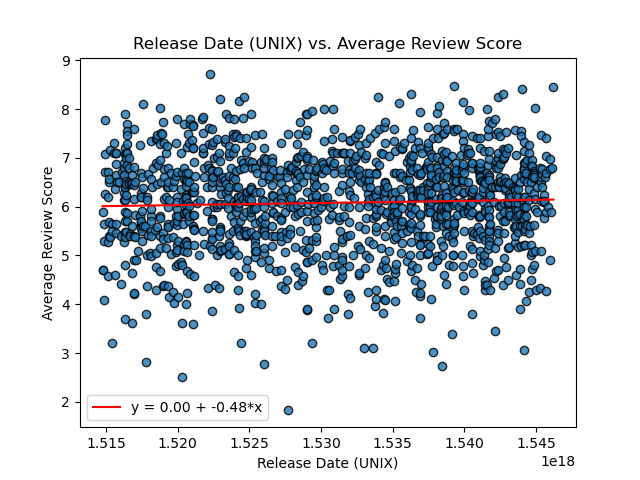 Release Date (UNIX) vs. Average Review Score
9
8
7
6
5
4
3
2
Average Review Score
y = 0.00 + -0.48*x
1.515 1.520 1.525 1.530 1.535 1.540 1.545
1e18
Release Date (UNIX)